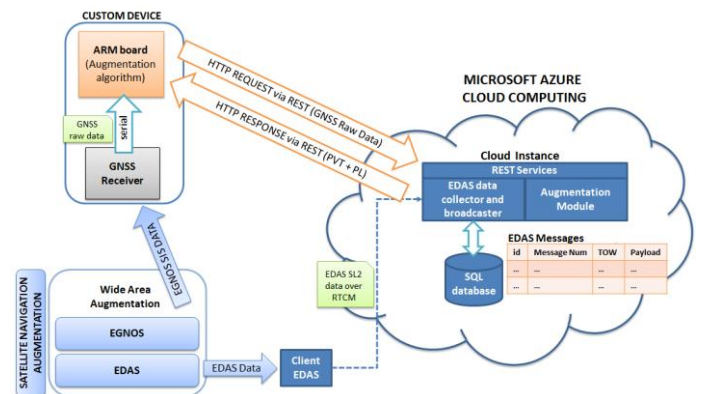 CUSTOM DEVICE
ARM board
(Augmentation
algorithm)
GNSS
raw data
serial
GNSS
Receiver
HTTP REQUEST via REST (GNSS Raw Data)
HTTP RESPONSE via REST (PVT + PL)
MICROSOFT AZURE
CLOUD COMPUTING
Cloud Instance
REST Services
EDAS data
collector and
broadcaster
Augmentation
Module
EDAS Messages
id Message Num TOW Payload
... ... ... ...
... ... ... ...
SQL
database
EDAS SL2
data over
RTCM
EGNOS SIS DATA
SATELLITE NAVIGATION
AUGMENTATION
Wide Area
Augmentation
EGNOS
EDAS
EDAS Data
Client
EDAS